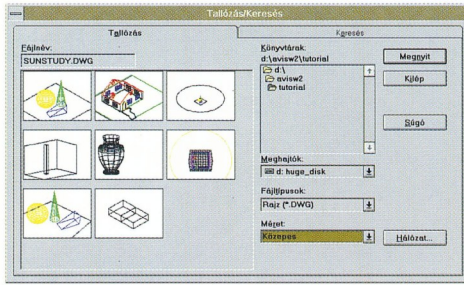 Tallózás/Keresés
Tallózás
Keresés
Fájlnév:
SUNSTUDY.DWG
Könyvtárak:
d:\avisw2\tutorial
d:\
avisw2
tutorial
Meghajtók:
d: huge_disk
Fájltípusok:
Rajz (*.DWG)
Méret:
Közepes
Megnyit
Kilép
Súgó
Hálózat...